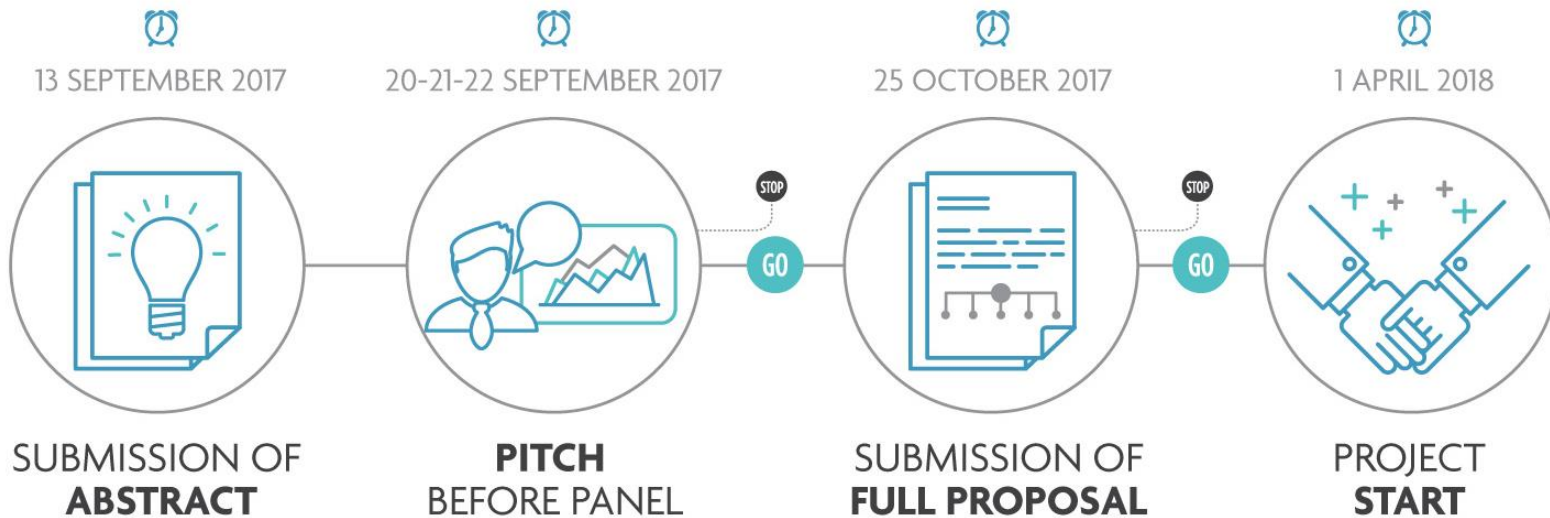 13 SEPTEMBER 2017
20-21-22 SEPTEMBER 2017
25 OCTOBER 2017
1 APRIL 2018
STOP
STOP
GO
GO
SUBMISSION OF
ABSTRACT
PITCH
BEFORE PANEL
SUBMISSION OF
FULL PROPOSAL
PROJECT
START